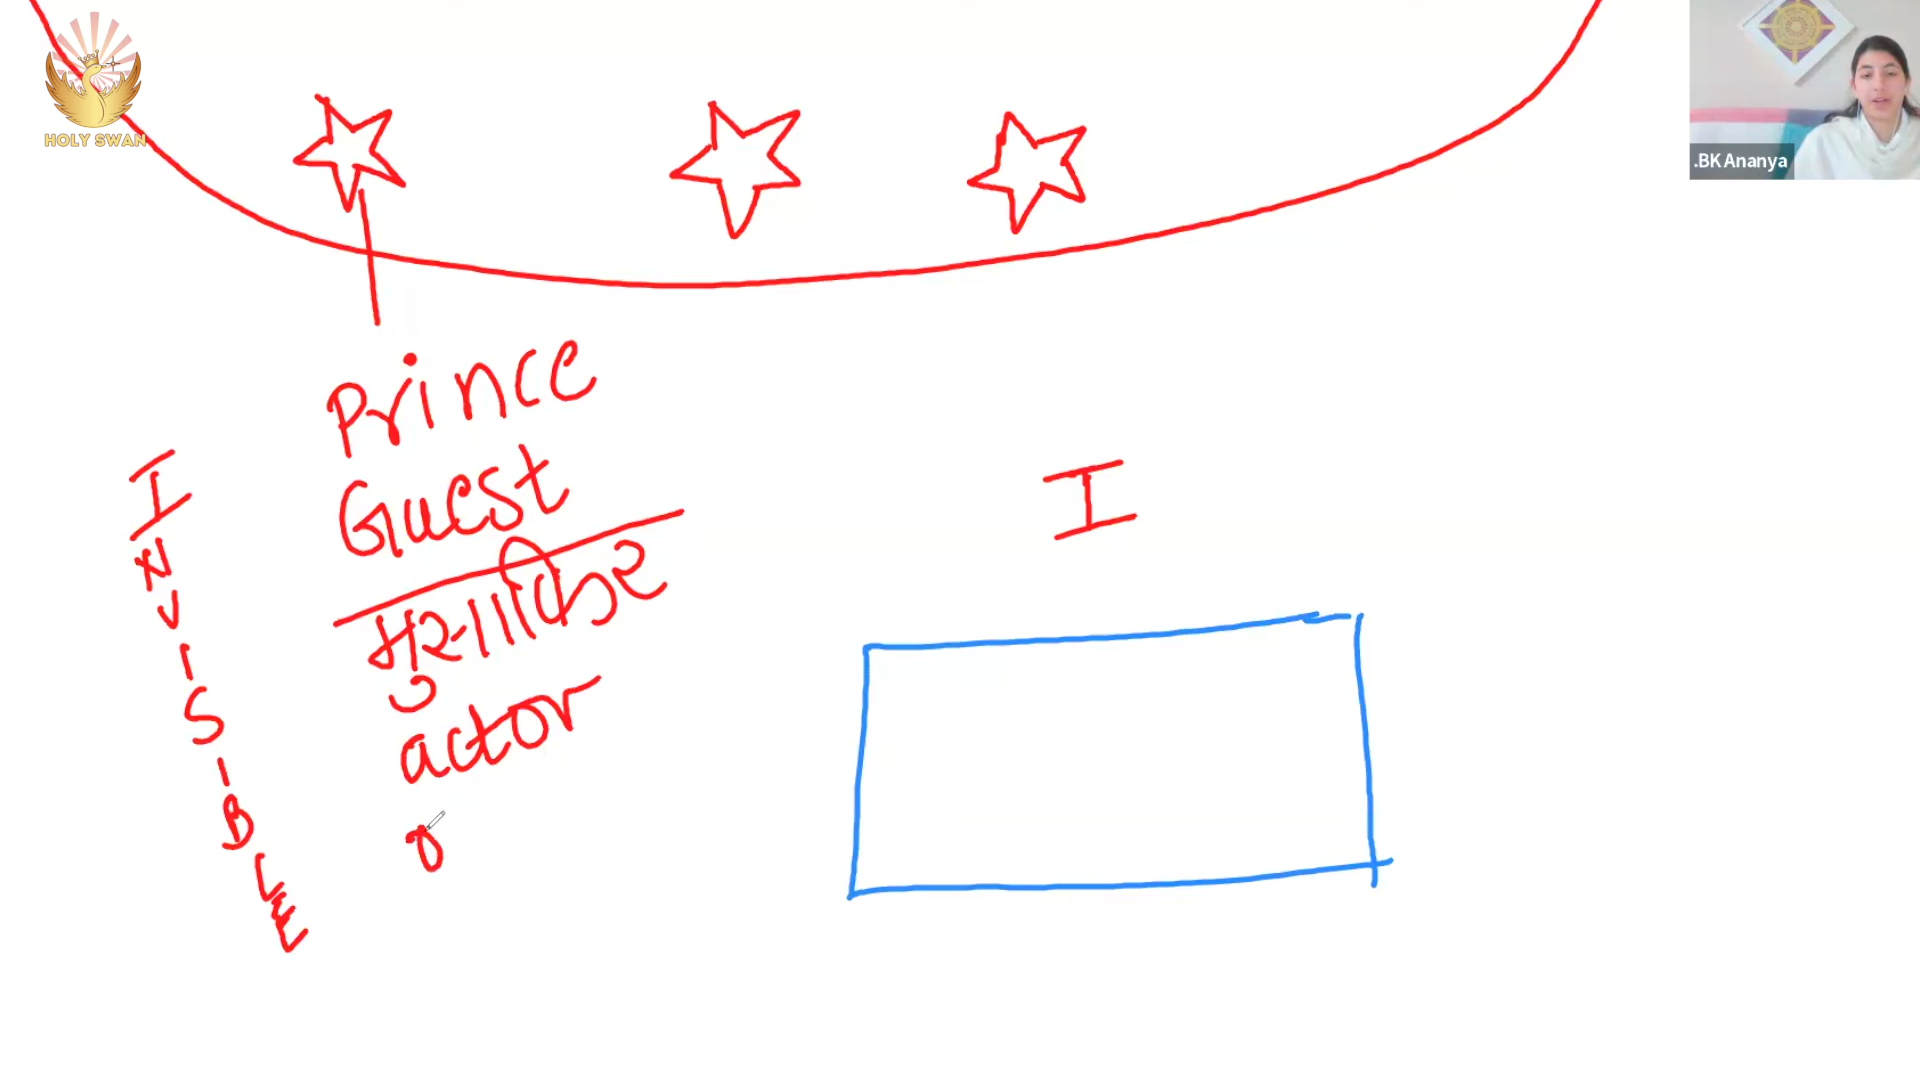 HOLY SWAN
.BK Ananya
Prince
Guest
I
INVISIBLE
actor